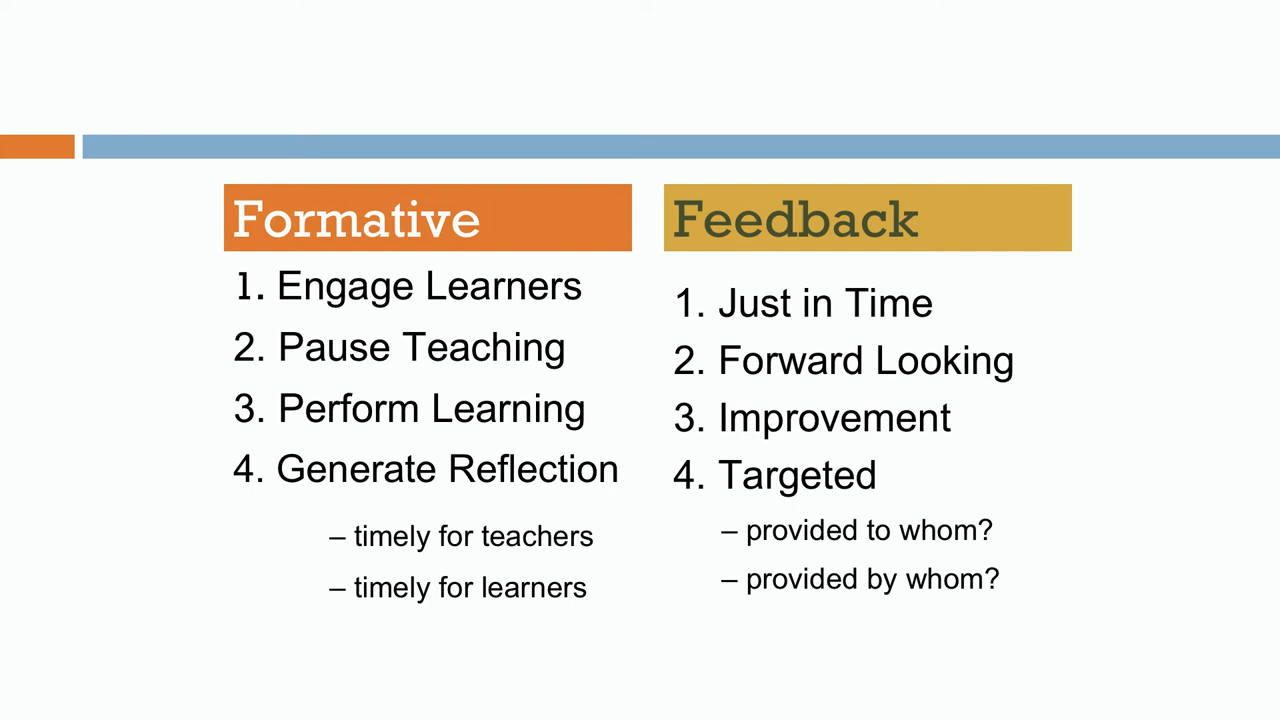 Formative
1. Engage Learners
2. Pause Teaching
3. Perform Learning
4. Generate Reflection
– timely for teachers
– timely for learners
Feedback
1. Just in Time
2. Forward Looking
3. Improvement
4. Targeted
– provided to whom?
– provided by whom?